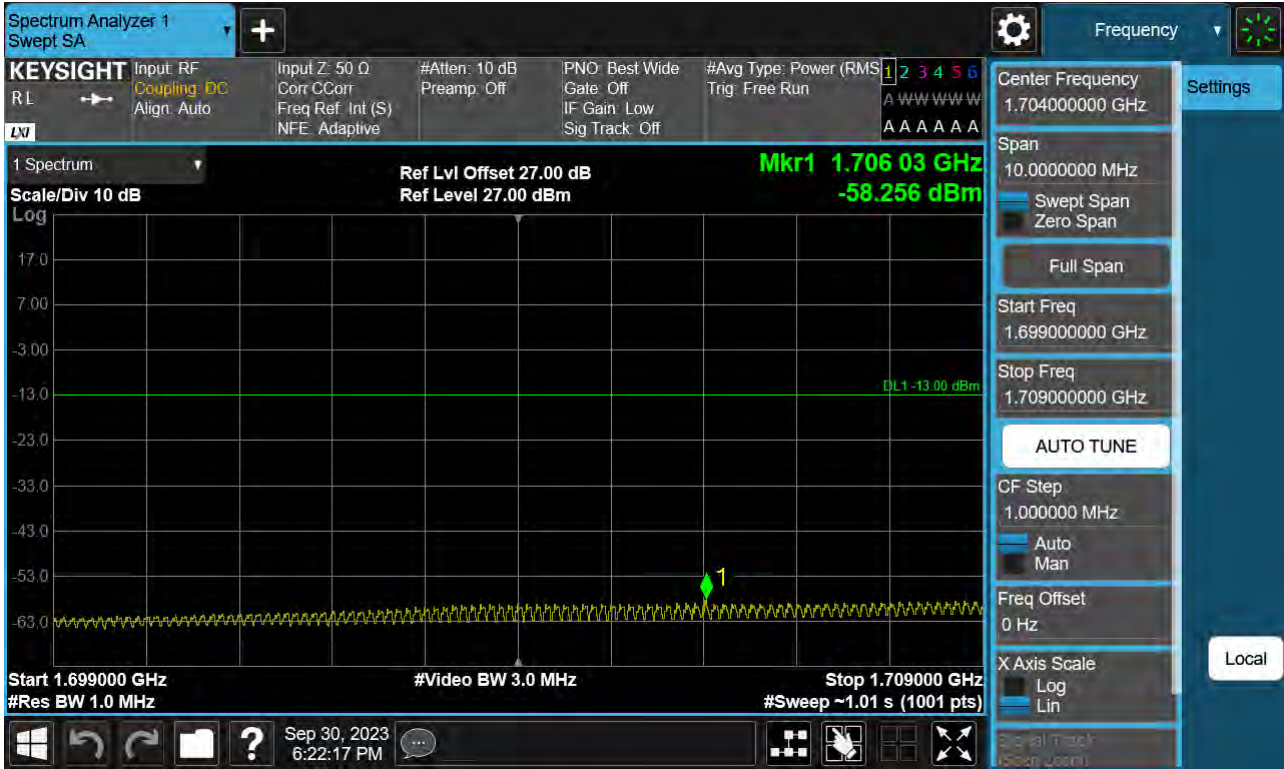 Spectrum Analyzer 1
Swept SA
Frequency
KEYSIGHT
R L
LXI
Input: RF
Coupling: DC
Align: Auto
Input Z: 50 Ω
Corr CCorr
Freq Ref: Int (S)
NFE: Adaptive
#Atten: 10 dB
Preamp: Off
PNO: Best Wide
Gate: Off
IF Gain: Low
Sig Track: Off
#Avg Type: Power (RMS
Trig: Free Run
1 2 3 4 5 6
A W W W W W
A A A A A A
1 Spectrum
Scale/Div 10 dB
Log
Ref Lvl Offset 27.00 dB
Ref Level 27.00 dBm
Mkr1 1.706 03 GHz
-58.256 dBm
17.0
7.00
-3.00
-13.0
DL1 -13.00 dBm
-23.0
-33.0
-43.0
-53.0
1
-63.0
Start 1.699000 GHz
#Res BW 1.0 MHz
#Video BW 3.0 MHz
Stop 1.709000 GHz
#Sweep ~1.01 s (1001 pts)
Center Frequency
1.704000000 GHz
Span
10.0000000 MHz
Swept Span
Zero Span
Full Span
Start Freq
1.699000000 GHz
Stop Freq
1.709000000 GHz
AUTO TUNE
CF Step
1.000000 MHz
Auto
Man
Freq Offset
0 Hz
X Axis Scale
Log
Lin
Signal Track
(Span Zoom)
Settings
Local
?
Sep 30, 2023
6:22:17 PM